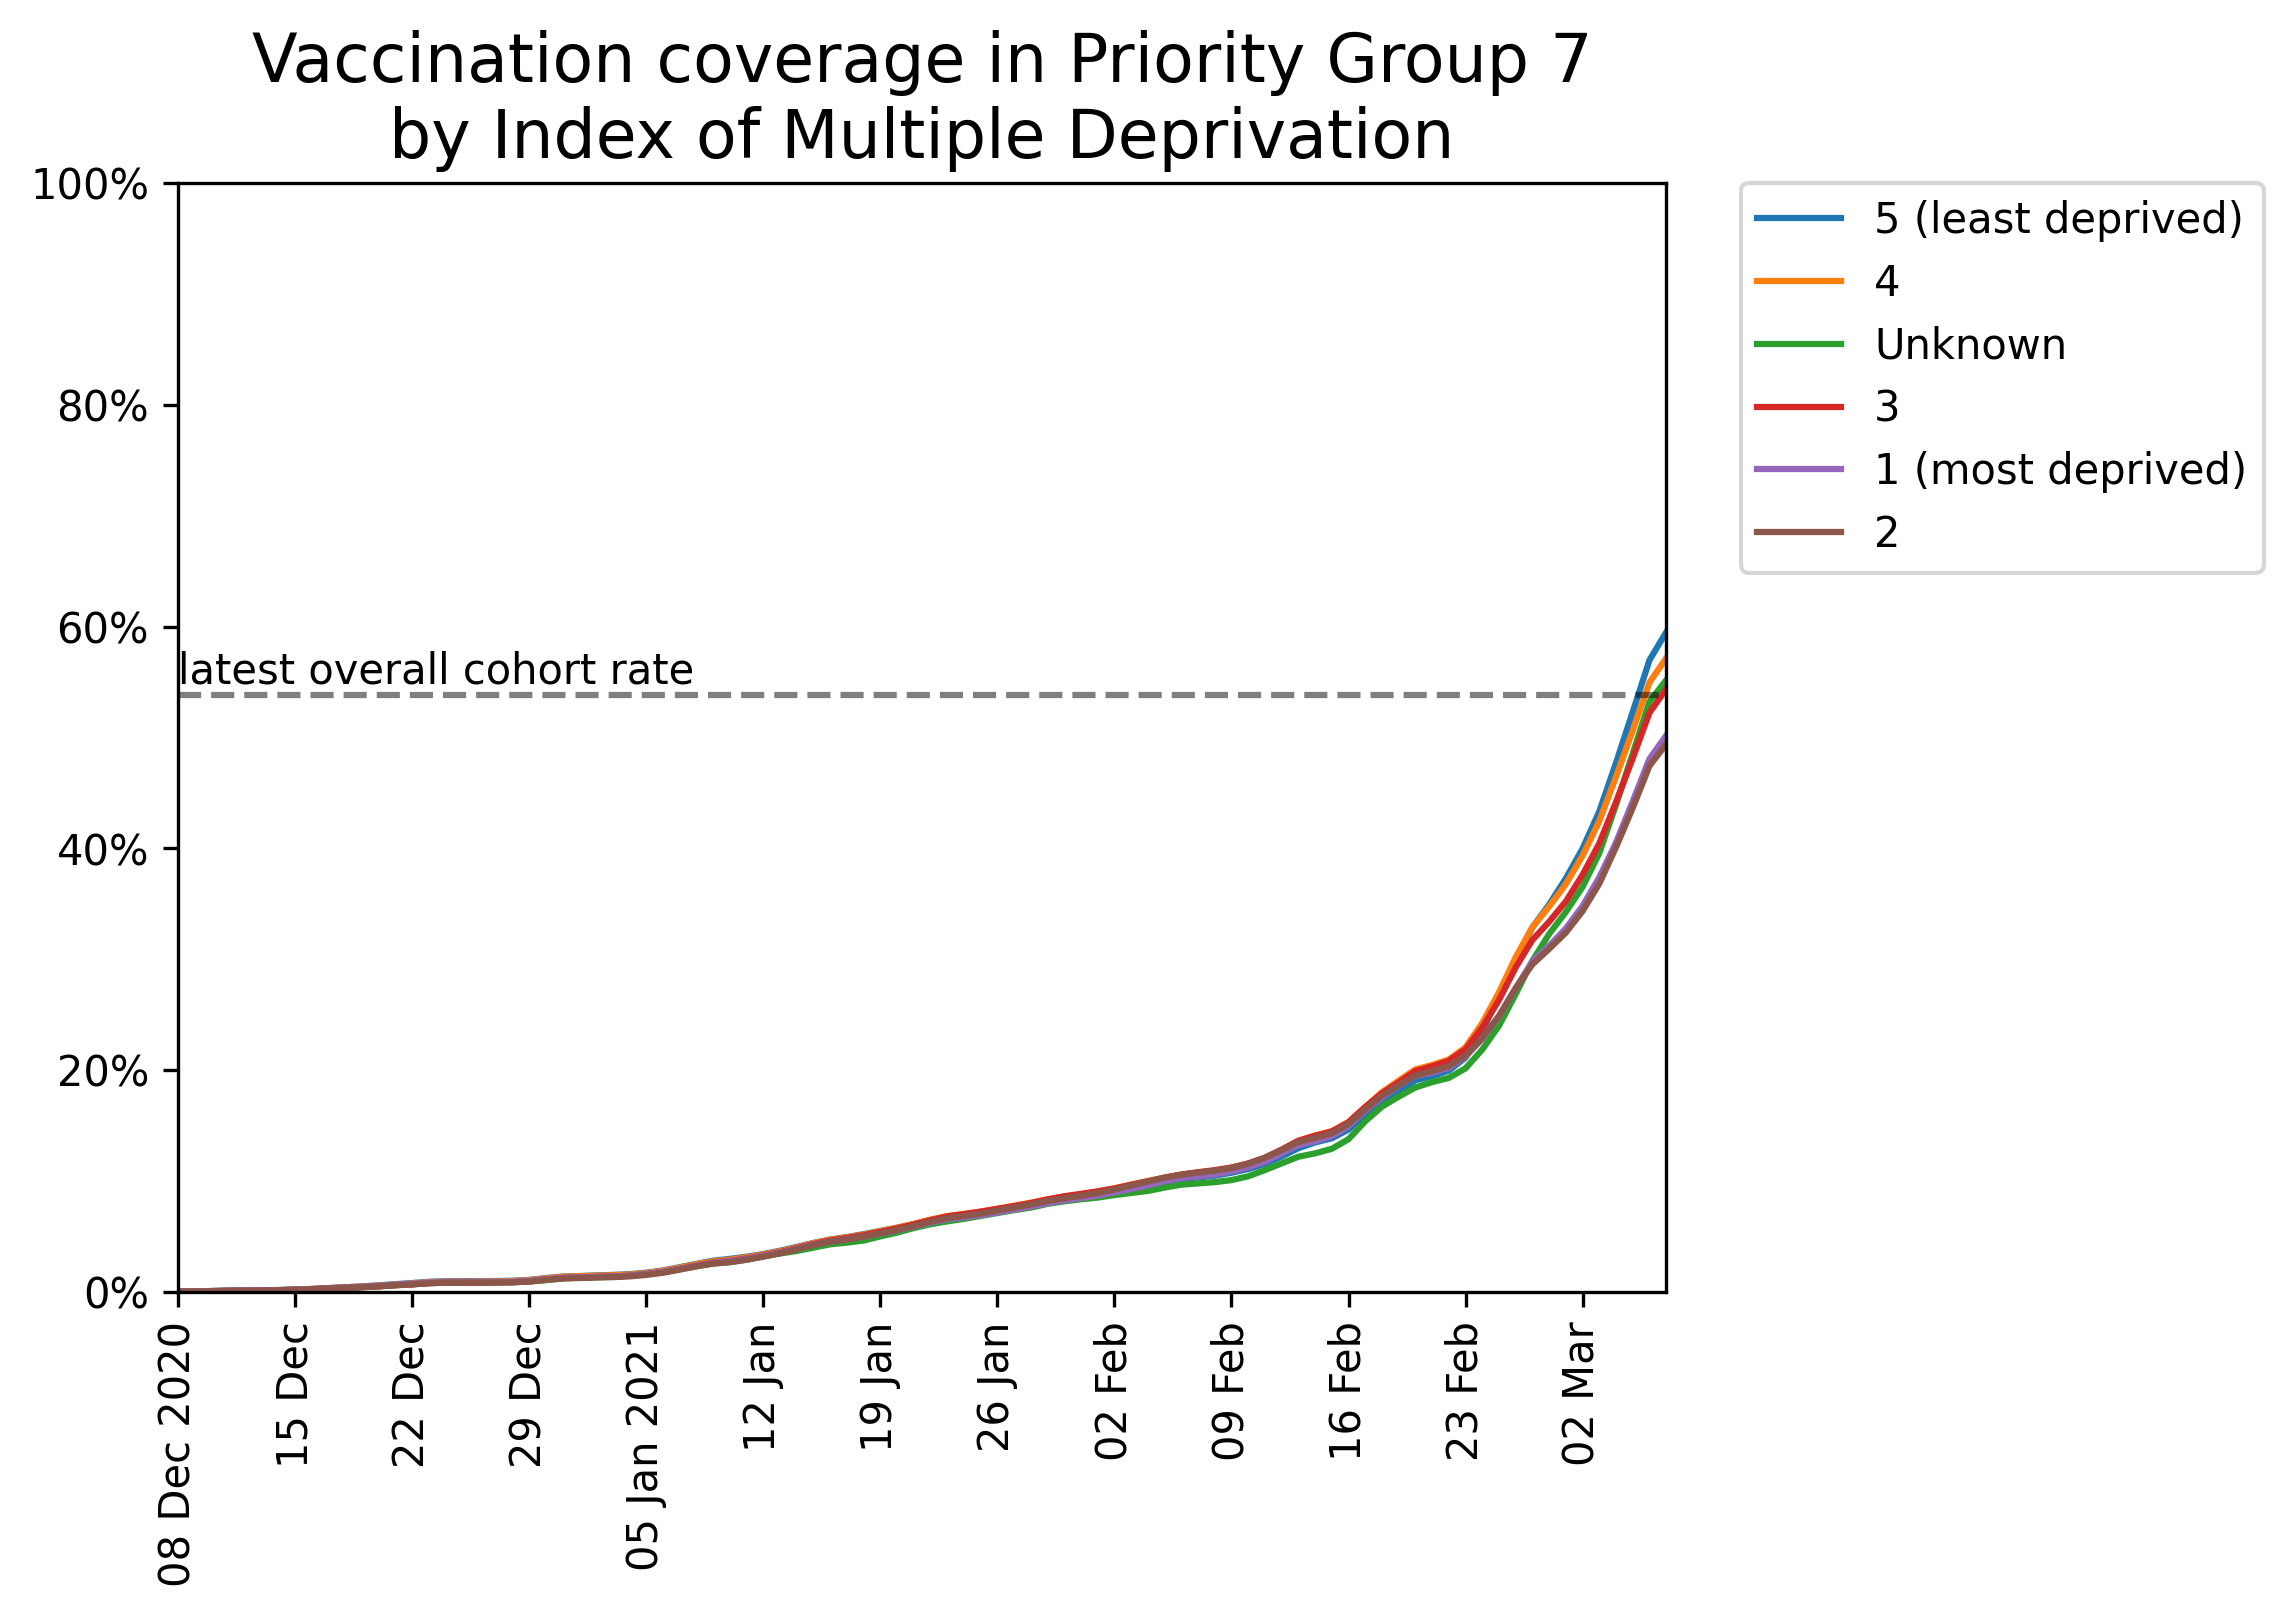 Vaccination coverage in Priority Group 7
by Index of Multiple Deprivation
100%
80%
60%
40%
20%
0%
latest overall cohort rate
08 Dec 2020
15 Dec
22 Dec
29 Dec
05 Jan 2021
12 Jan
19 Jan
26 Jan
02 Feb
09 Feb
16 Feb
23 Feb
02 Mar
5 (least deprived)
4
Unknown
3
1 (most deprived)
2